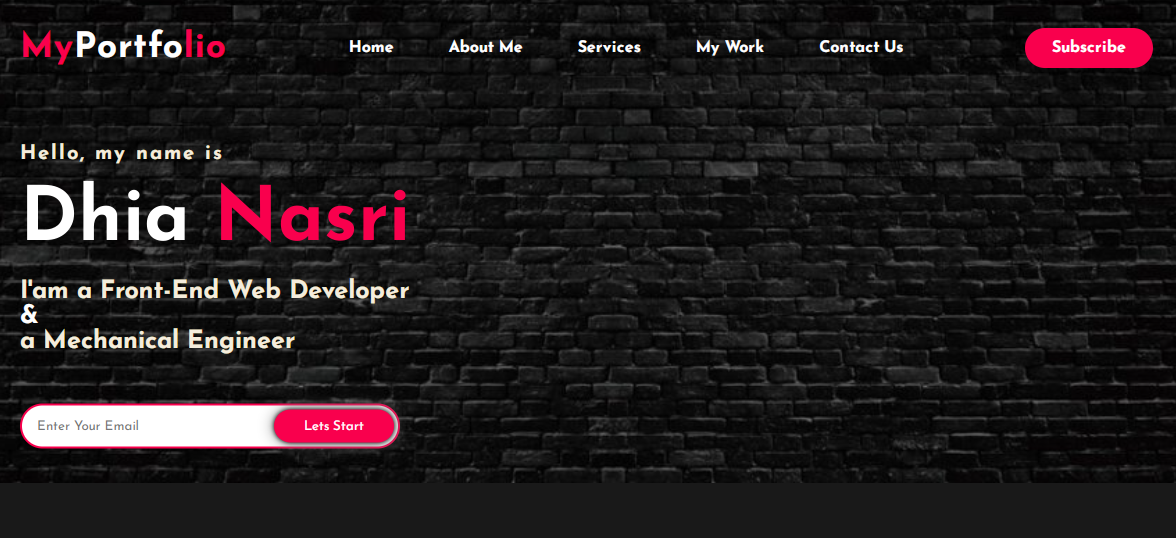 MyPortfolio Home About Me Services My Work Contact Us Subscribe
Hello, my name is
Dhia Nasri
I'am a Front-End Web Developer
&
a Mechanical Engineer
Enter Your Email Lets Start